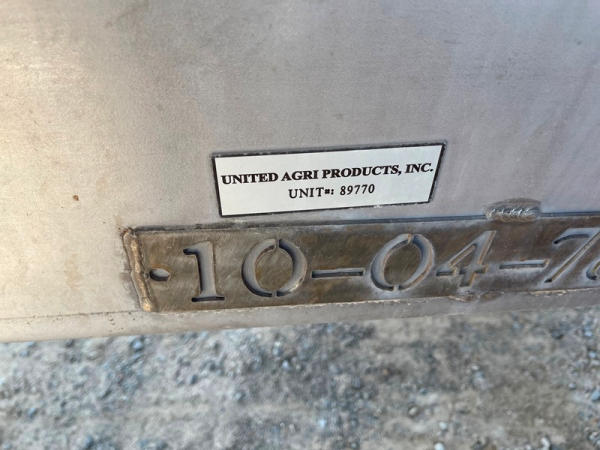 UNITED AGRI PRODUCTS, INC.
UNIT#: 89770
10-04-7